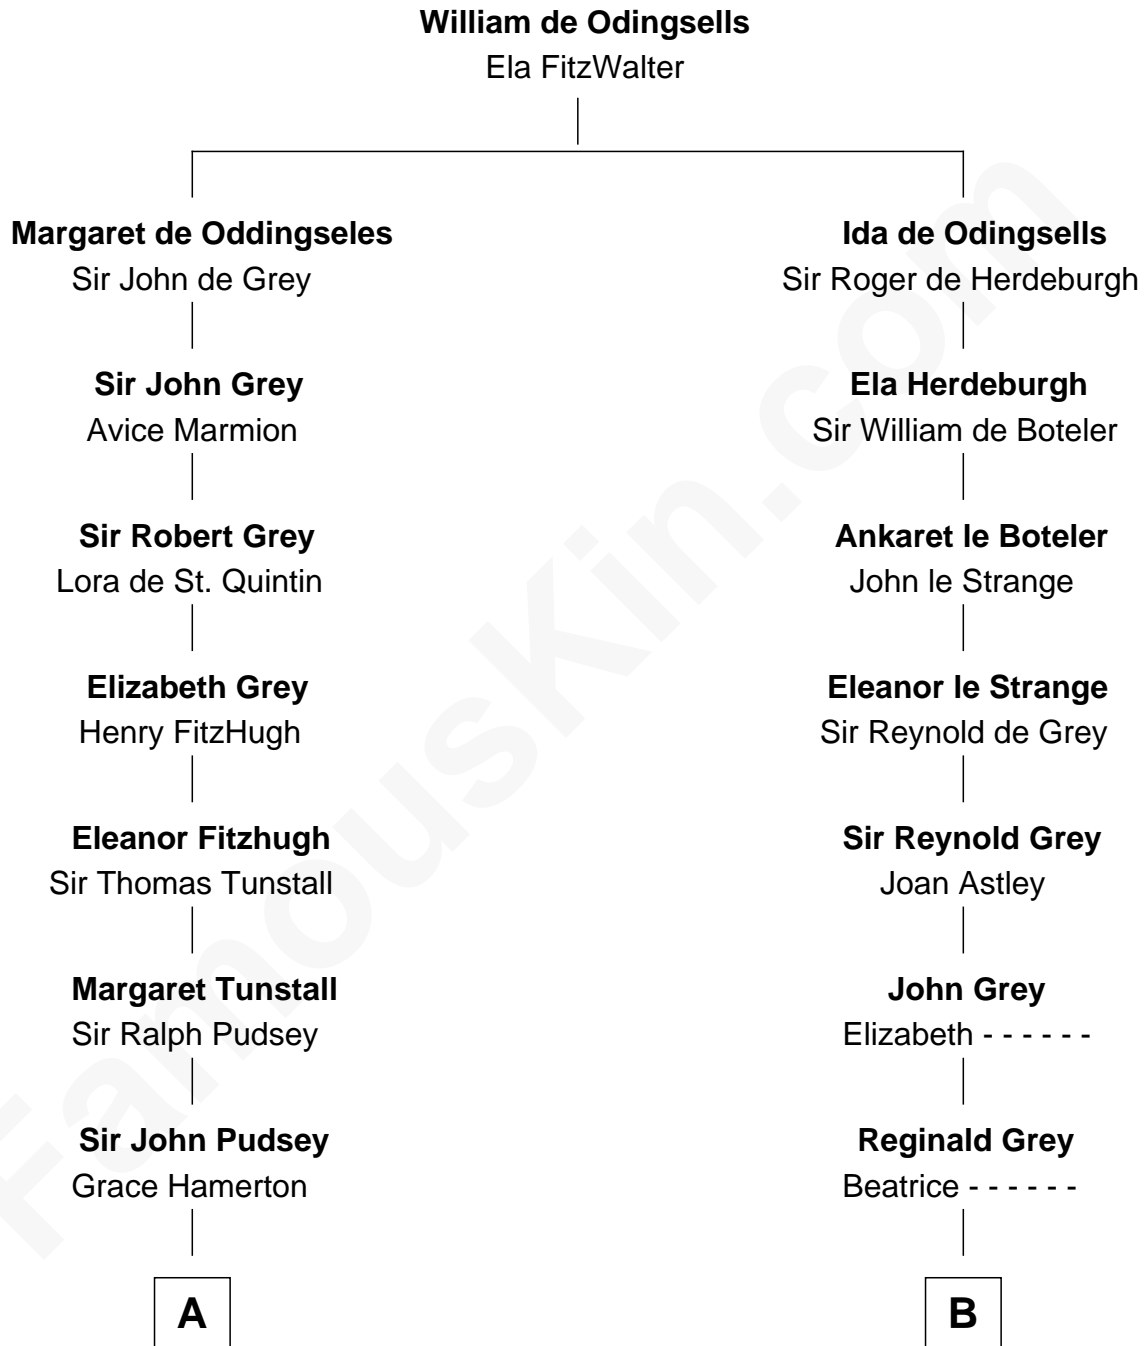 William de Odingsells
Ela FitzWalter
Margaret de Oddingseles
Sir John de Grey
Ida de Odingsells
Sir Roger de Herdeburgh
Sir John Grey
Avice Marmion
Ela Herdeburgh
Sir William de Boteler
Sir Robert Grey
Lora de St. Quintin
Ankaret le Boteler
John le Strange
Elizabeth Grey
Henry FitzHugh
Eleanor le Strange
Sir Reynold de Grey
Eleanor Fitzhugh
Sir Thomas Tunstall
Sir Reynold Grey
Joan Astley
Margaret Tunstall
Sir Ralph Pudsey
John Grey
Elizabeth - - - - - -
Sir John Pudsey
Grace Hamerton
Reginald Grey
Beatrice - - - - - -
A
B
FamousKin.com